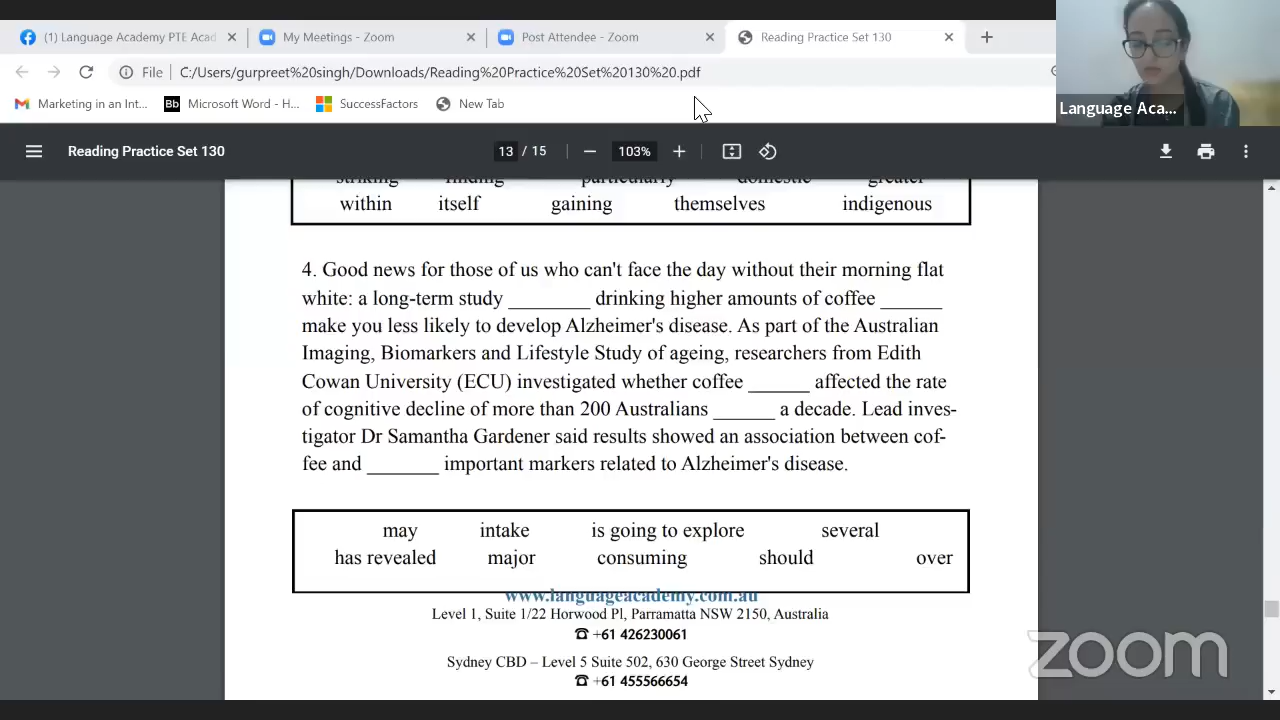 (1) Language Academy PTE Acad
My Meetings - Zoom
Post Attendee - Zoom
Reading Practice Set 130
File C:/Users/gurpreet%20singh/Downloads/Reading%20Practice%20Set%20130%20.pdf
Marketing in an Int... Bb Microsoft Word - H... SuccessFactors New Tab
Language Aca...
Reading Practice Set 130 13 / 15 103%
striking finding particularly domestic greater
within itself gaining themselves indigenous
4. Good news for those of us who can't face the day without their morning flat
white: a long-term study ________ drinking higher amounts of coffee ______
make you less likely to develop Alzheimer's disease. As part of the Australian
Imaging, Biomarkers and Lifestyle Study of ageing, researchers from Edith
Cowan University (ECU) investigated whether coffee ______ affected the rate
of cognitive decline of more than 200 Australians ______ a decade. Lead inves-
tigator Dr Samantha Gardener said results showed an association between cof-
fee and _______ important markers related to Alzheimer's disease.
may intake is going to explore several
has revealed major consuming should over
www.languageacademy.com.au
Level 1, Suite 1/22 Horwood Pl, Parramatta NSW 2150, Australia
☎ +61 426230061
Sydney CBD – Level 5 Suite 502, 630 George Street Sydney
☎ +61 455566654
zoom